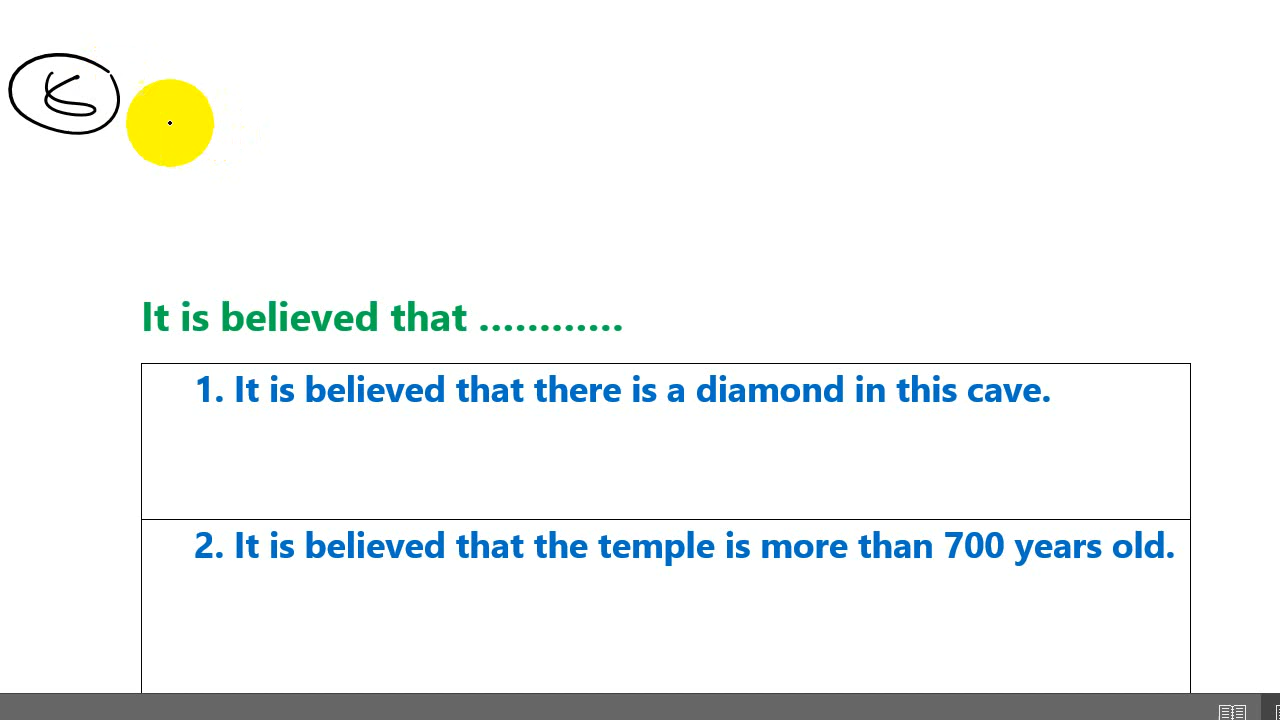 It is believed that ............
1. It is believed that there is a diamond in this cave.
2. It is believed that the temple is more than 700 years old.